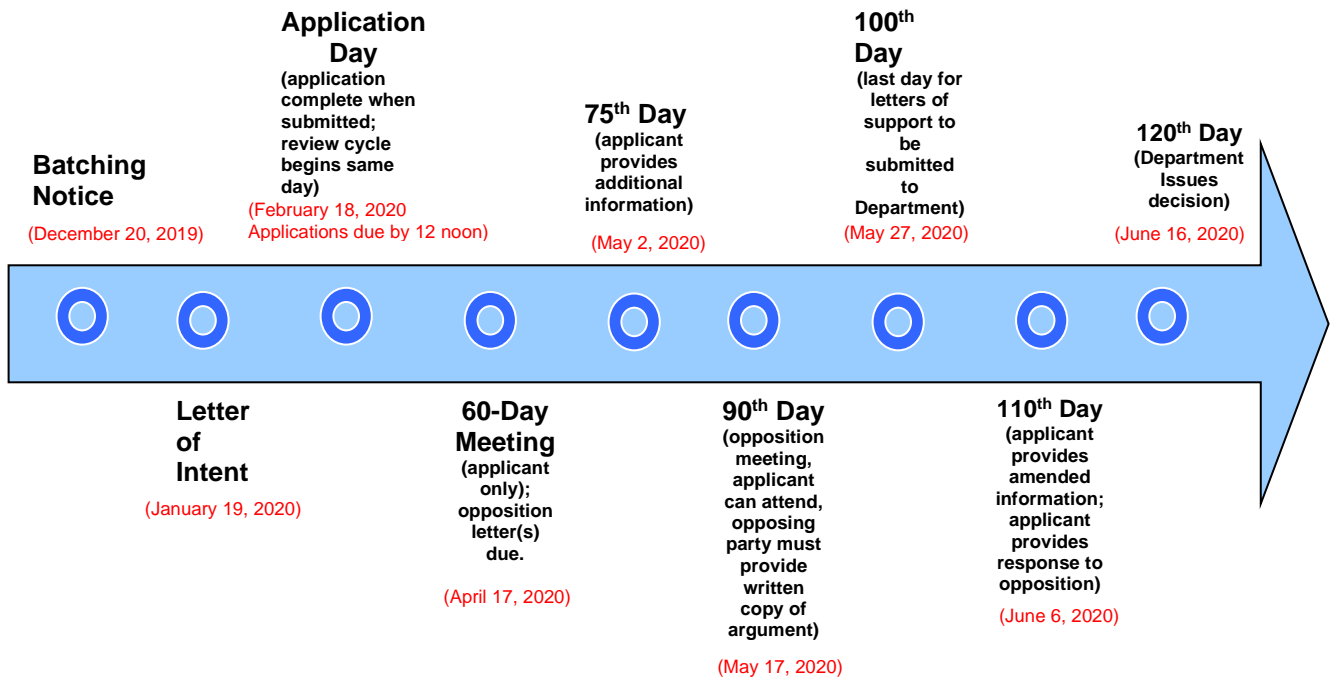 Batching
Notice
(December 20, 2019)
Letter
of
Intent
(January 19, 2020)
Application
Day
(application
complete when
submitted;
review cycle
begins same
day)
(February 18, 2020
Applications due by 12 noon)
60-Day
Meeting
(applicant
only);
opposition
letter(s)
due.
(April 17, 2020)
75th Day
(applicant
provides
additional
information)
(May 2, 2020)
90th Day
(opposition
meeting,
applicant
can attend,
opposing
party must
provide
written
copy of
argument)
(May 17, 2020)
100th
Day
(last day for
letters of
support to
be
submitted
to
Department)
(May 27, 2020)
110th Day
(applicant
provides
amended
information;
applicant
provides
response to
opposition)
(June 6, 2020)
120th Day
(Department
Issues
decision)
(June 16, 2020)